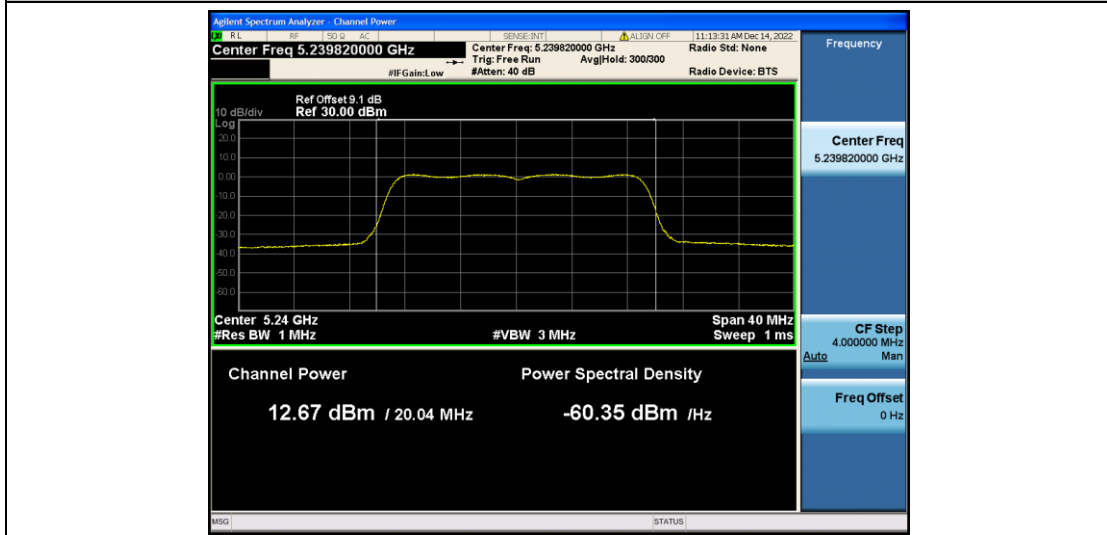 Agilent Spectrum Analyzer - Channel Power
RL RF 50 Ω AC SENSE:INT ALIGN OFF 11:13:31 AM Dec 14, 2022
Center Freq 5.239820000 GHz
Center Freq: 5.239820000 GHz
Radio Std: None
Trig: Free Run Avg|Hold: 300/300
#IFGain:Low #Atten: 40 dB
Radio Device: BTS
Frequency
Ref Offset 9.1 dB
10 dB/div Ref 30.00 dBm
Log
20.0
10.0
0.00
-10.0
-20.0
-30.0
-40.0
-50.0
-60.0
Center 5.24 GHz Span 40 MHz
#Res BW 1 MHz #VBW 3 MHz Sweep 1 ms
Channel Power
Power Spectral Density
12.67 dBm / 20.04 MHz
-60.35 dBm /Hz
Center Freq
5.239820000 GHz
CF Step
4.000000 MHz
Auto Man
Freq Offset
0 Hz
MSG STATUS